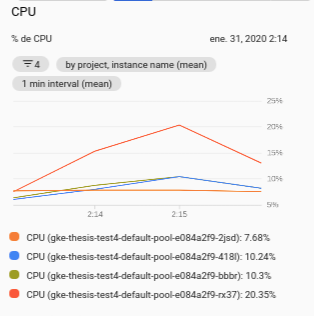 CPU
% de CPU
ene. 31, 2020 2:14
4
by project, instance name (mean)
1 min interval (mean)
25%
20%
15%
10%
5%
2:14
2:15
CPU (gke-thesis-test4-default-pool-e084a2f9-2jsd): 7.68%
CPU (gke-thesis-test4-default-pool-e084a2f9-418l): 10.24%
CPU (gke-thesis-test4-default-pool-e084a2f9-bbbr): 10.3%
CPU (gke-thesis-test4-default-pool-e084a2f9-rx37): 20.35%